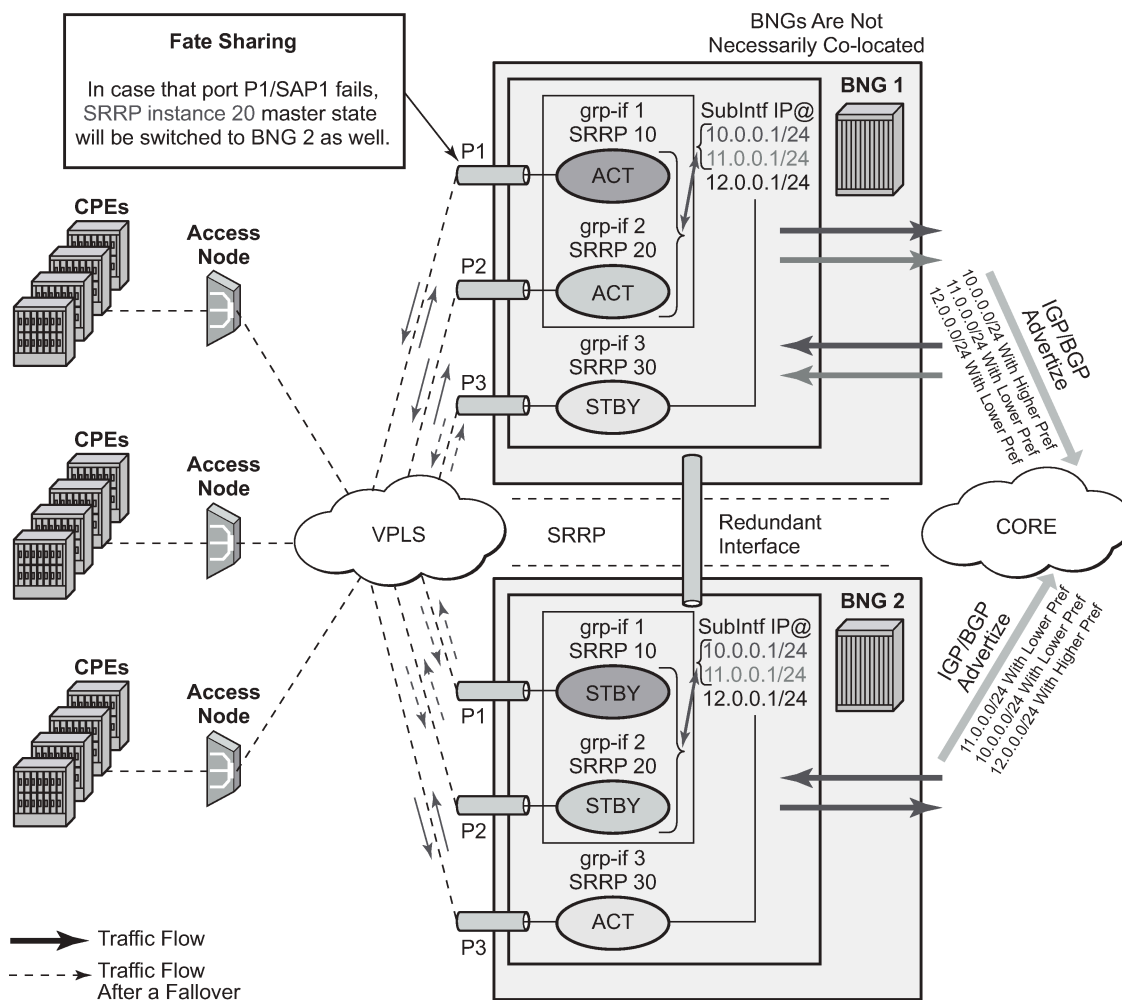 Fate Sharing
In case that port P1/SAP1 fails,
SRRP instance 20 master state
will be switched to BNG 2 as well.
BNGs Are Not
Necessarily Co-located
BNG 1
grp-if 1
SRRP 10
ACT
SubIntf IP@
10.0.0.1/24
11.0.0.1/24
12.0.0.1/24
P1
grp-if 2
SRRP 20
ACT
P2
grp-if 3
SRRP 30
STBY
P3
CPEs
Access
Node
CPEs
Access
Node
CPEs
Access
Node
VPLS
SRRP
Redundant
Interface
CORE
IGP/BGP
Advertize
10.0.0.0/24 With Higher Pref
11.0.0.0/24 With Lower Pref
12.0.0.0/24 With Lower Pref
BNG 2
grp-if 1
SRRP 10
STBY
SubIntf IP@
10.0.0.1/24
11.0.0.1/24
12.0.0.1/24
P1
grp-if 2
SRRP 20
STBY
P2
grp-if 3
SRRP 30
ACT
P3
IGP/BGP
Advertize
11.0.0.0/24 With Lower Pref
10.0.0.0/24 With Lower Pref
12.0.0.0/24 With Higher Pref
Traffic Flow
Traffic Flow
After a Fallover